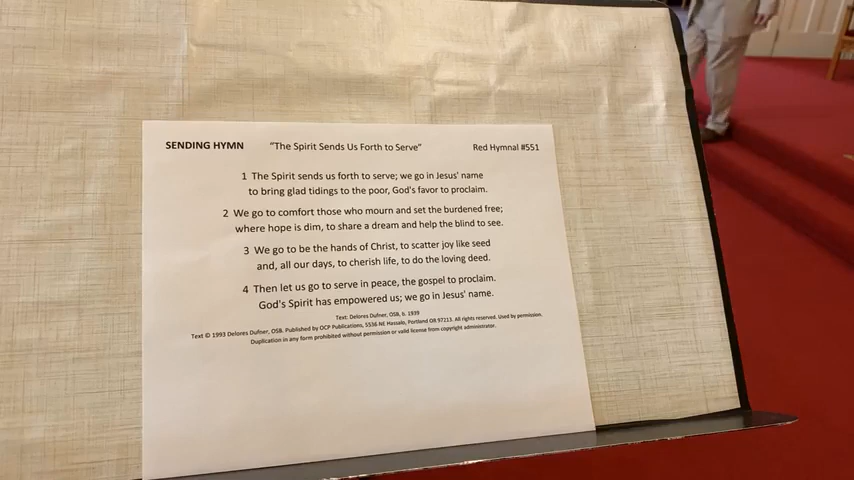 SENDING HYMN "The Spirit Sends Us Forth to Serve" Red Hymnal #551
1 The Spirit sends us forth to serve; we go in Jesus' name
to bring glad tidings to the poor, God's favor to proclaim.
2 We go to comfort those who mourn and set the burdened free;
where hope is dim, to share a dream and help the blind to see.
3 We go to be the hands of Christ, to scatter joy like seed
and, all our days, to cherish life, to do the loving deed.
4 Then let us go to serve in peace, the gospel to proclaim.
God's Spirit has empowered us; we go in Jesus' name.
Text: Delores Dufner, OSB, b. 1939
Text © 1993 Delores Dufner, OSB. Published by OCP Publications, 5536 NE Hassalo, Portland OR 97213. All rights reserved. Used by permission.
Duplication in any form prohibited without permission or valid license from copyright administrator.